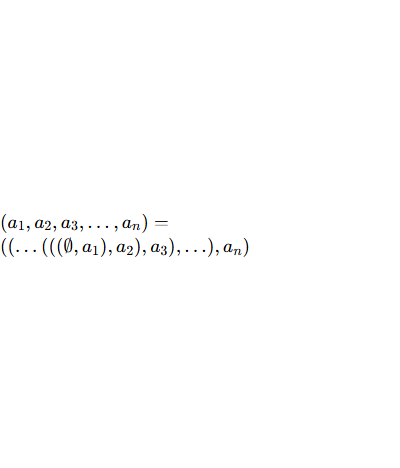 (a₁, a₂, a₃, …, aₙ) =
((…(((∅, a₁), a₂), a₃), …), aₙ)